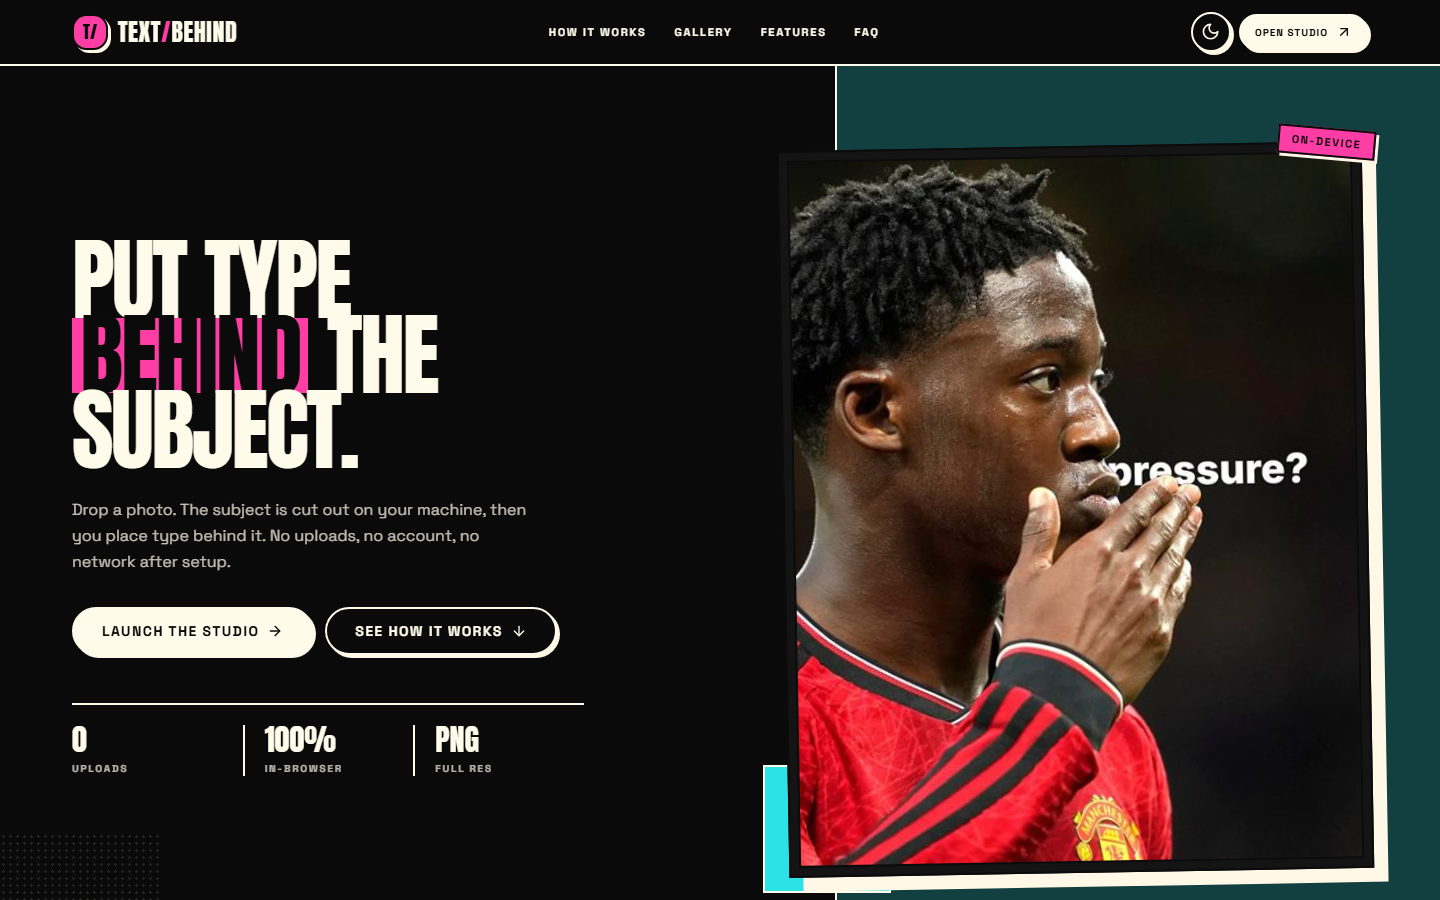 T/ TEXT/BEHIND
HOW IT WORKS GALLERY FEATURES FAQ
OPEN STUDIO
ON-DEVICE
PUT TYPE
BEHIND THE
SUBJECT.
Drop a photo. The subject is cut out on your machine, then
you place type behind it. No uploads, no account, no
network after setup.
LAUNCH THE STUDIO SEE HOW IT WORKS
0 100% PNG
UPLOADS IN-BROWSER FULL RES
pressure?
MANCHESTER